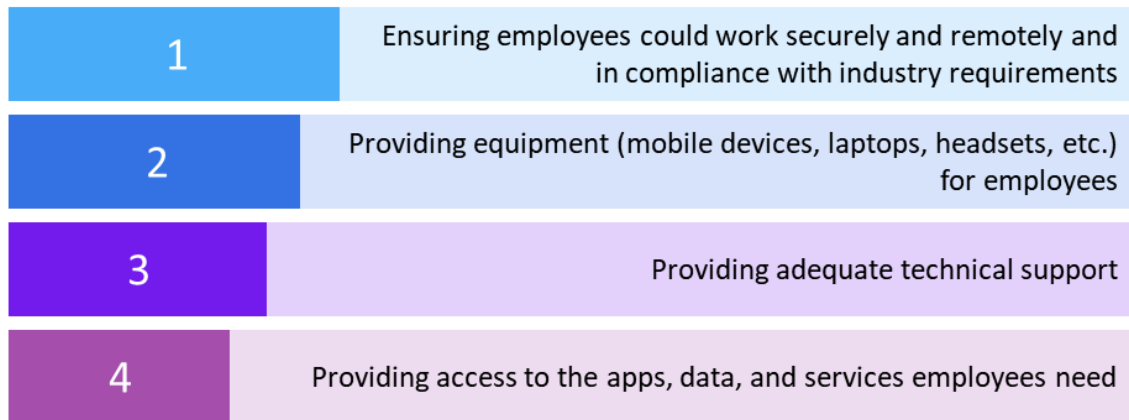 1
Ensuring employees could work securely and remotely and
in compliance with industry requirements
2
Providing equipment (mobile devices, laptops, headsets, etc.)
for employees
3
Providing adequate technical support
4
Providing access to the apps, data, and services employees need